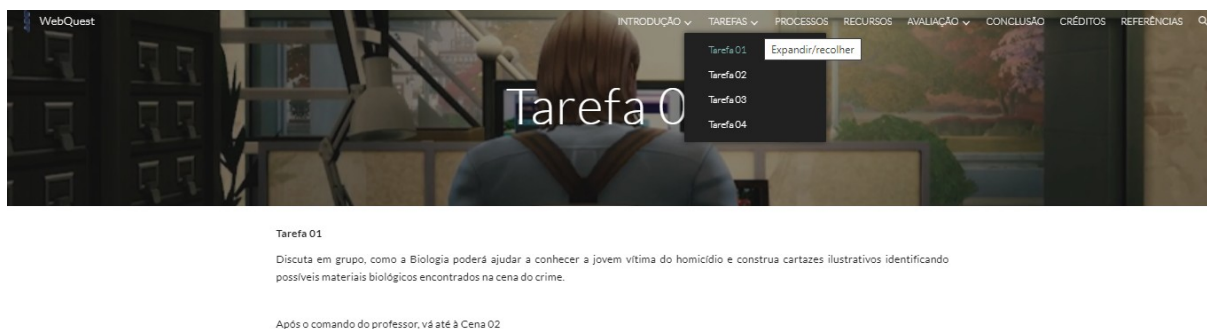 WebQuest
INTRODUÇÃO TAREFAS PROCESSOS RECURSOS AVALIAÇÃO CONCLUSÃO CRÉDITOS REFERÊNCIAS
Tarefa 01 Expandir/recolher
Tarefa 02
Tarefa 03
Tarefa 04
Tarefa 0
Tarefa 01
Discuta em grupo, como a Biologia poderá ajudar a conhecer a jovem vítima do homicídio e construa cartazes ilustrativos identificando
possíveis materiais biológicos encontrados na cena do crime.
Após o comando do professor, vá até à Cena 02